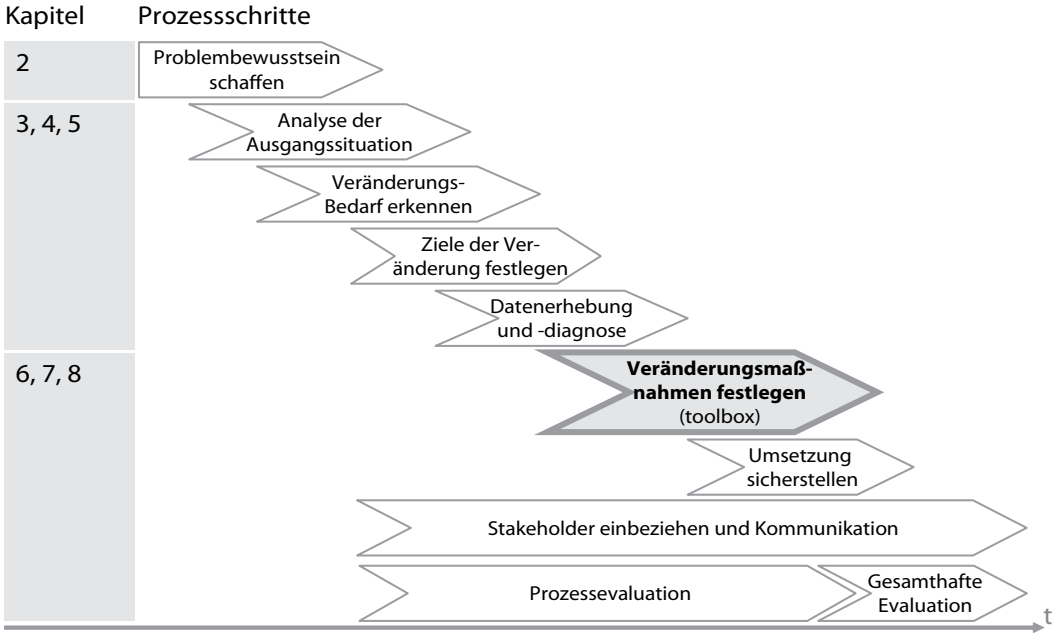 Kapitel Prozessschritte
2
Problembewusstsein
schaffen
3, 4, 5
Analyse der
Ausgangssituation
Veränderungs-
Bedarf erkennen
Ziele der Ver-
änderung festlegen
Datenerhebung
und -diagnose
6, 7, 8
Veränderungsmaß-
nahmen festlegen
(toolbox)
Umsetzung
sicherstellen
Stakeholder einbeziehen und Kommunikation
Prozessevaluation
Gesamthafte
Evaluation
t